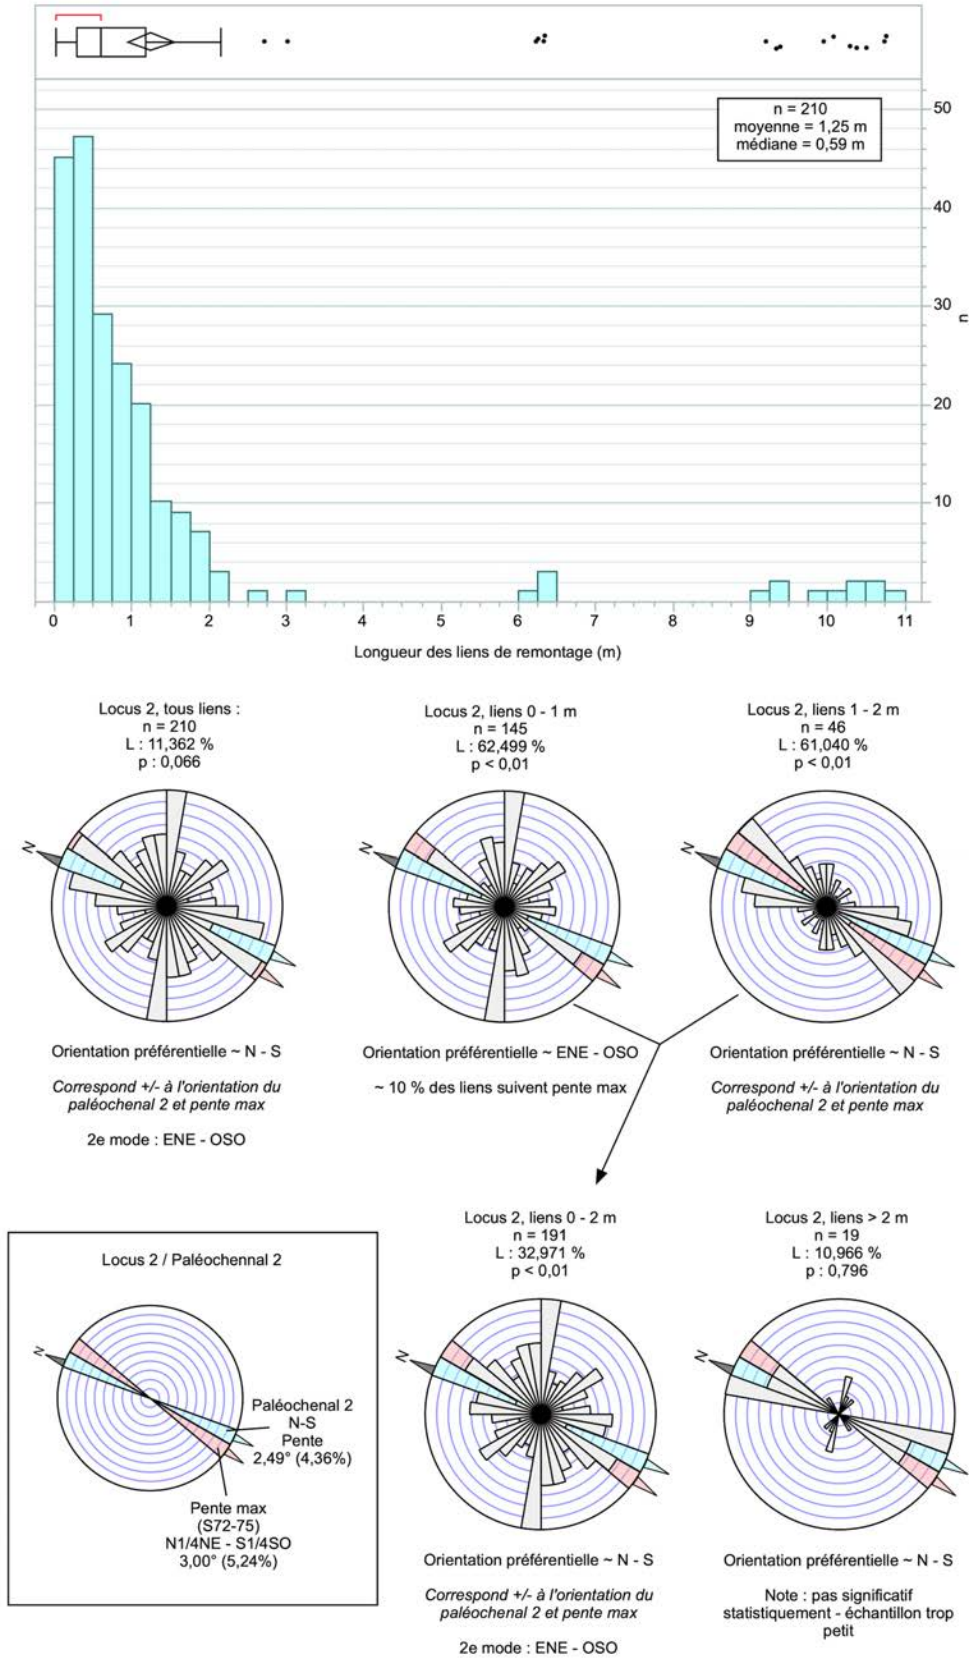 n = 210
moyenne = 1,25 m
médiane = 0,59 m
50
40
30
n
20
10
0 1 2 3 4 5 6 7 8 9 10 11
Longueur des liens de remontage (m)
Locus 2, tous liens :
n = 210
L : 11,362 %
p : 0,066
N
Orientation préférentielle ~ N - S
Correspond +/- à l'orientation du
paléochenal 2 et pente max
2e mode : ENE - OSO
Locus 2, liens 0 - 1 m
n = 145
L : 62,499 %
p < 0,01
N
Orientation préférentielle ~ ENE - OSO
~ 10 % des liens suivent pente max
Locus 2, liens 1 - 2 m
n = 46
L : 61,040 %
p < 0,01
N
Orientation préférentielle ~ N - S
Correspond +/- à l'orientation du
paléochenal 2 et pente max
Locus 2 / Paléochennal 2
N
Paléochenal 2
N-S
Pente
2,49° (4,36%)
Pente max
(S72-75)
N1/4NE - S1/4SO
3,00° (5,24%)
Locus 2, liens 0 - 2 m
n = 191
L : 32,971 %
p < 0,01
N
Orientation préférentielle ~ N - S
Correspond +/- à l'orientation du
paléochenal 2 et pente max
2e mode : ENE - OSO
Locus 2, liens > 2 m
n = 19
L : 10,966 %
p : 0,796
N
Orientation préférentielle ~ N - S
Note : pas significatif
statistiquement - échantillon trop
petit